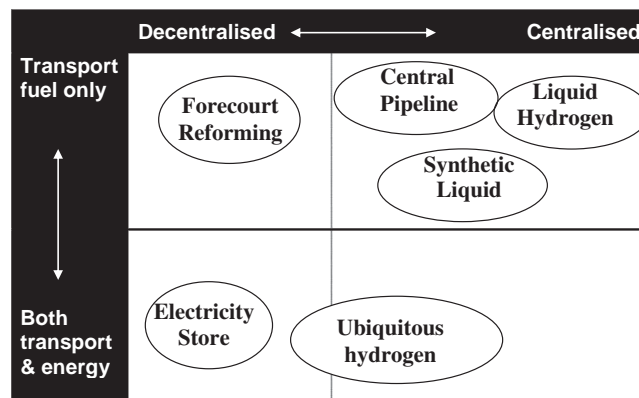 Decentralised
Centralised
Transport
fuel only
Forecourt
Reforming
Central
Pipeline
Liquid
Hydrogen
Synthetic
Liquid
Both
transport
& energy
Electricity
Store
Ubiquitous
hydrogen